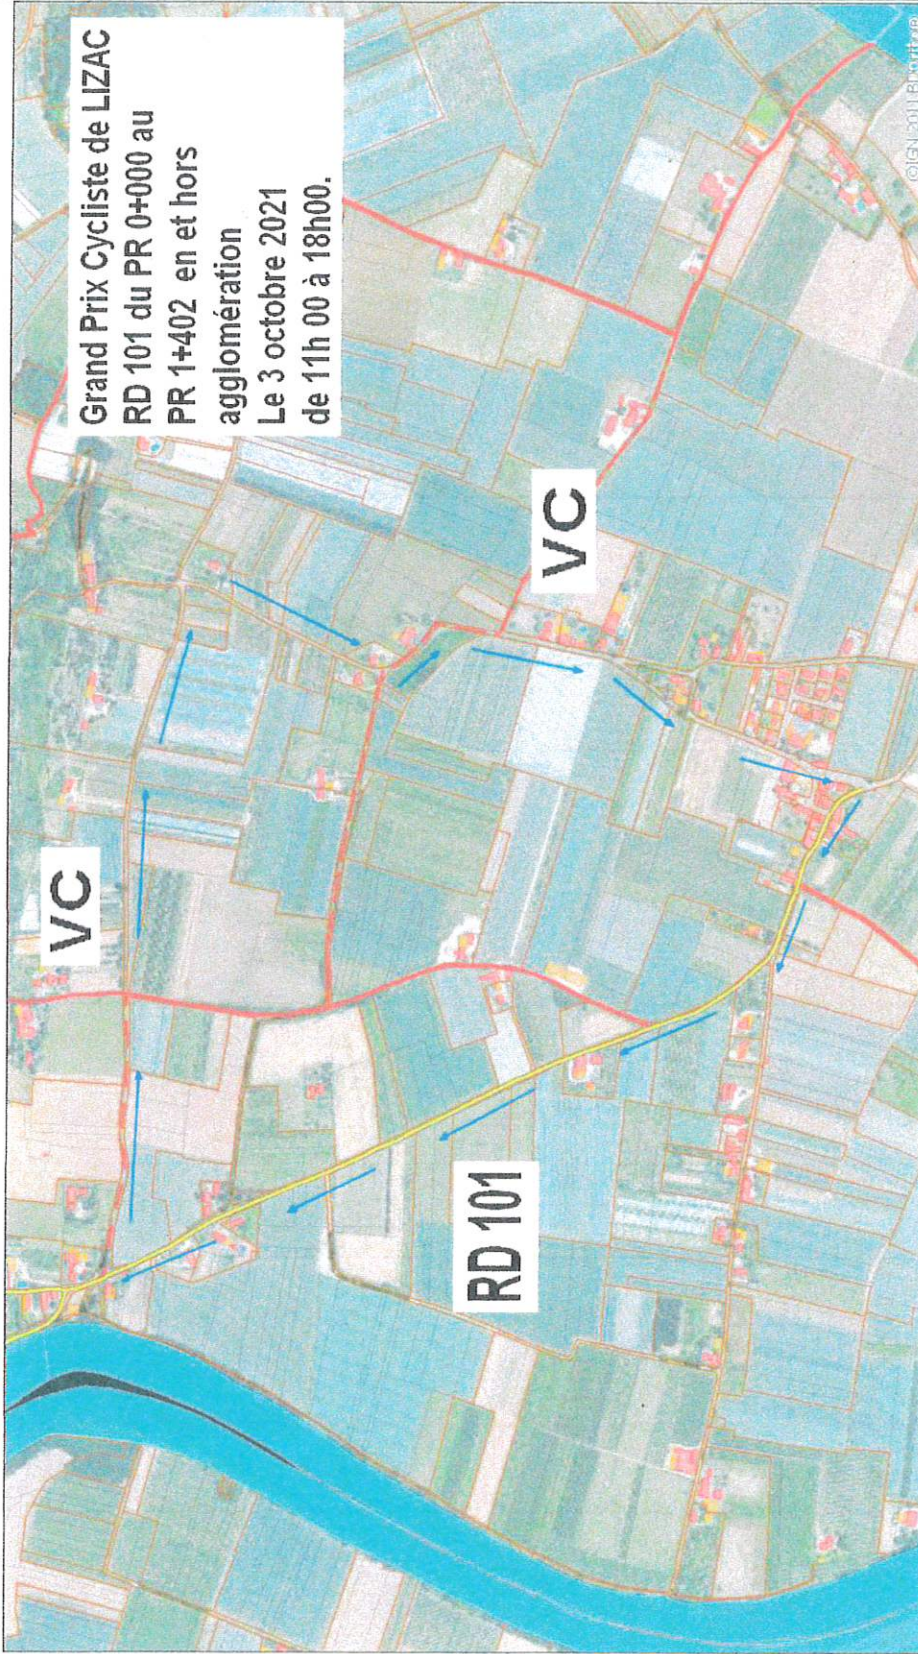 Grand Prix Cycliste de LIZAC
RD 101 du PR 0+000 au
PR 1+402 en et hors
agglomération
Le 3 octobre 2021
de 11h 00 à 18h00.
VC
VC
RD 101